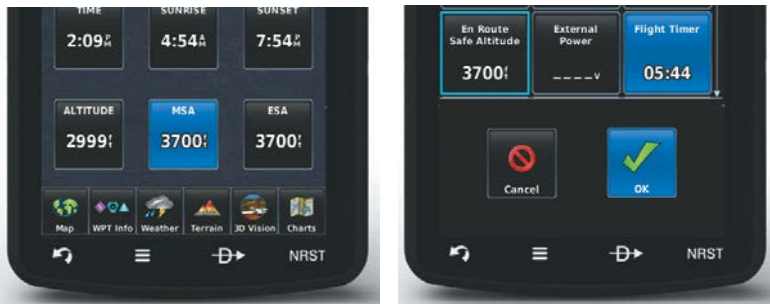 TIME SUNRISE SUNSET
2:09PM 4:54AM 7:54PM
ALTITUDE MSA ESA
2999ft 3700ft 3700ft
Map WPT Info Weather Terrain 3D Vision Charts
NRST
En Route
Safe Altitude
External
Power
Flight Timer
3700ft ____V 05:44
Cancel OK
NRST